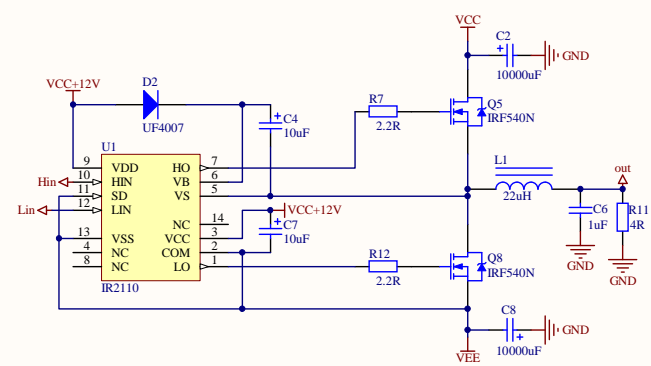 VCC
C2
GND
10000uF
VCC+12V
D2
UF4007
C4
10uF
R7
2.2R
Q5
IRF540N
U1
9 VDD HO 7
Hin 10 HIN VB 6
11 SD VS 5
Lin 12 LIN
NC 14
13 VSS VCC 3
4 NC COM 2
8 NC LO 1
IR2110
VCC+12V
C7
10uF
L1
22uH
out
C6
1uF
R11
4R
GND
GND
R12
2.2R
Q8
IRF540N
C8
GND
10000uF
VEE